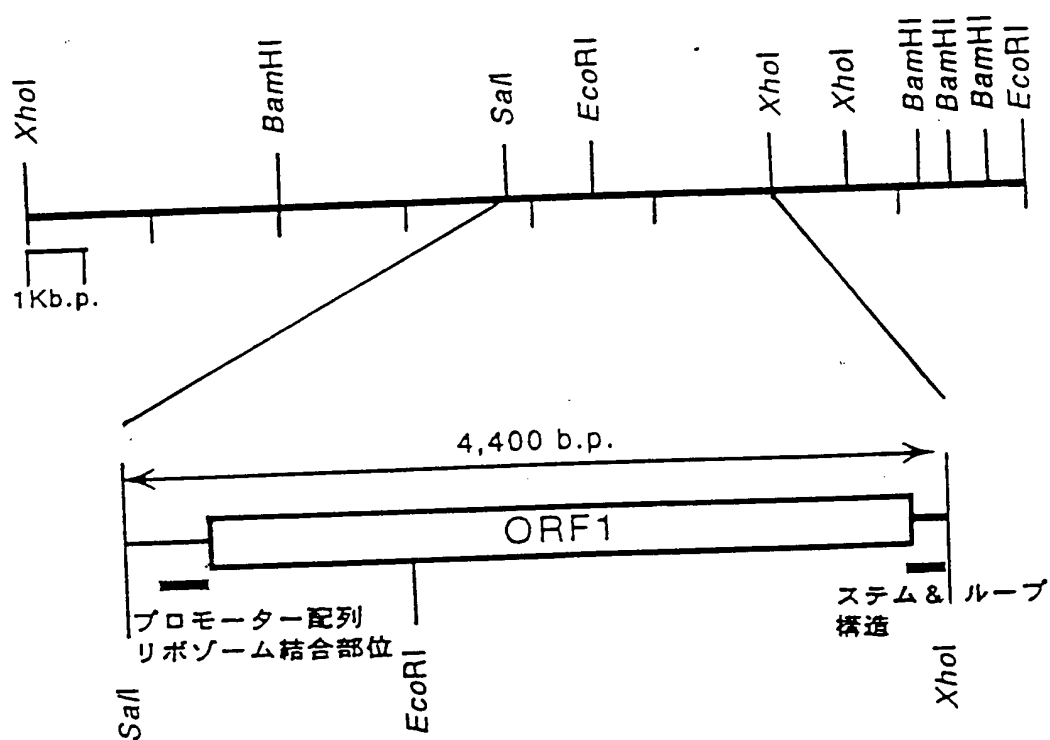 XhoI
BamHI
SalI
EcoRI
XhoI
XhoI
BamHI
BamHI
BamHI
EcoRI
1Kb.p.
4,400 b.p.
ORF1
プロモーター配列
リボゾーム結合部位
ステム& ループ
構造
SalI
EcoRI
XhoI